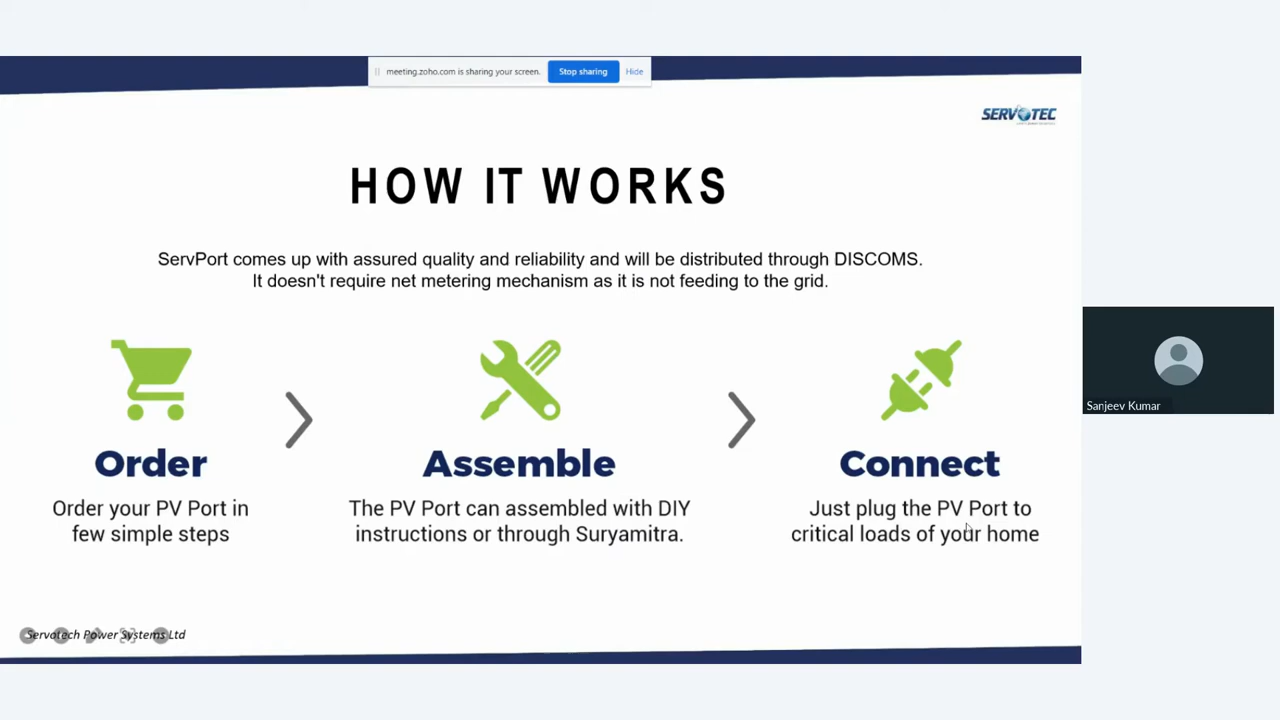 meeting.zoho.com is sharing your screen. Stop sharing Hide
SERVOTEC
HOW IT WORKS
ServPort comes up with assured quality and reliability and will be distributed through DISCOMS.
It doesn't require net metering mechanism as it is not feeding to the grid.
Order
Order your PV Port in
few simple steps
Assemble
The PV Port can assembled with DIY
instructions or through Suryamitra.
Connect
Just plug the PV Port to
critical loads of your home
Sanjeev Kumar
Servotech Power Systems Ltd